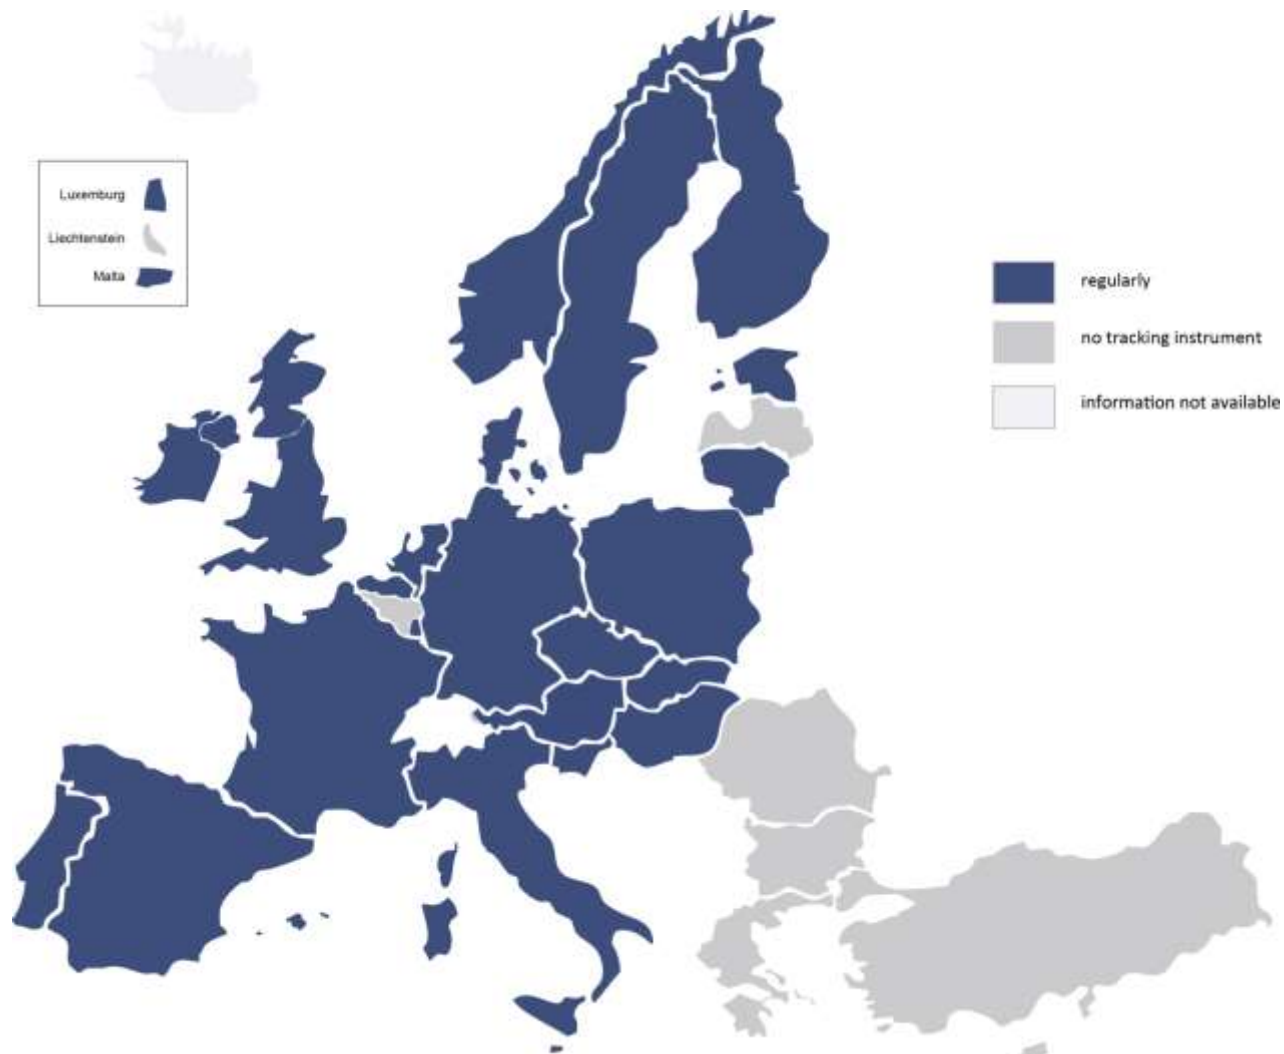 Luxemburg
Liechtenstein
Malta
regularly
no tracking instrument
information not available